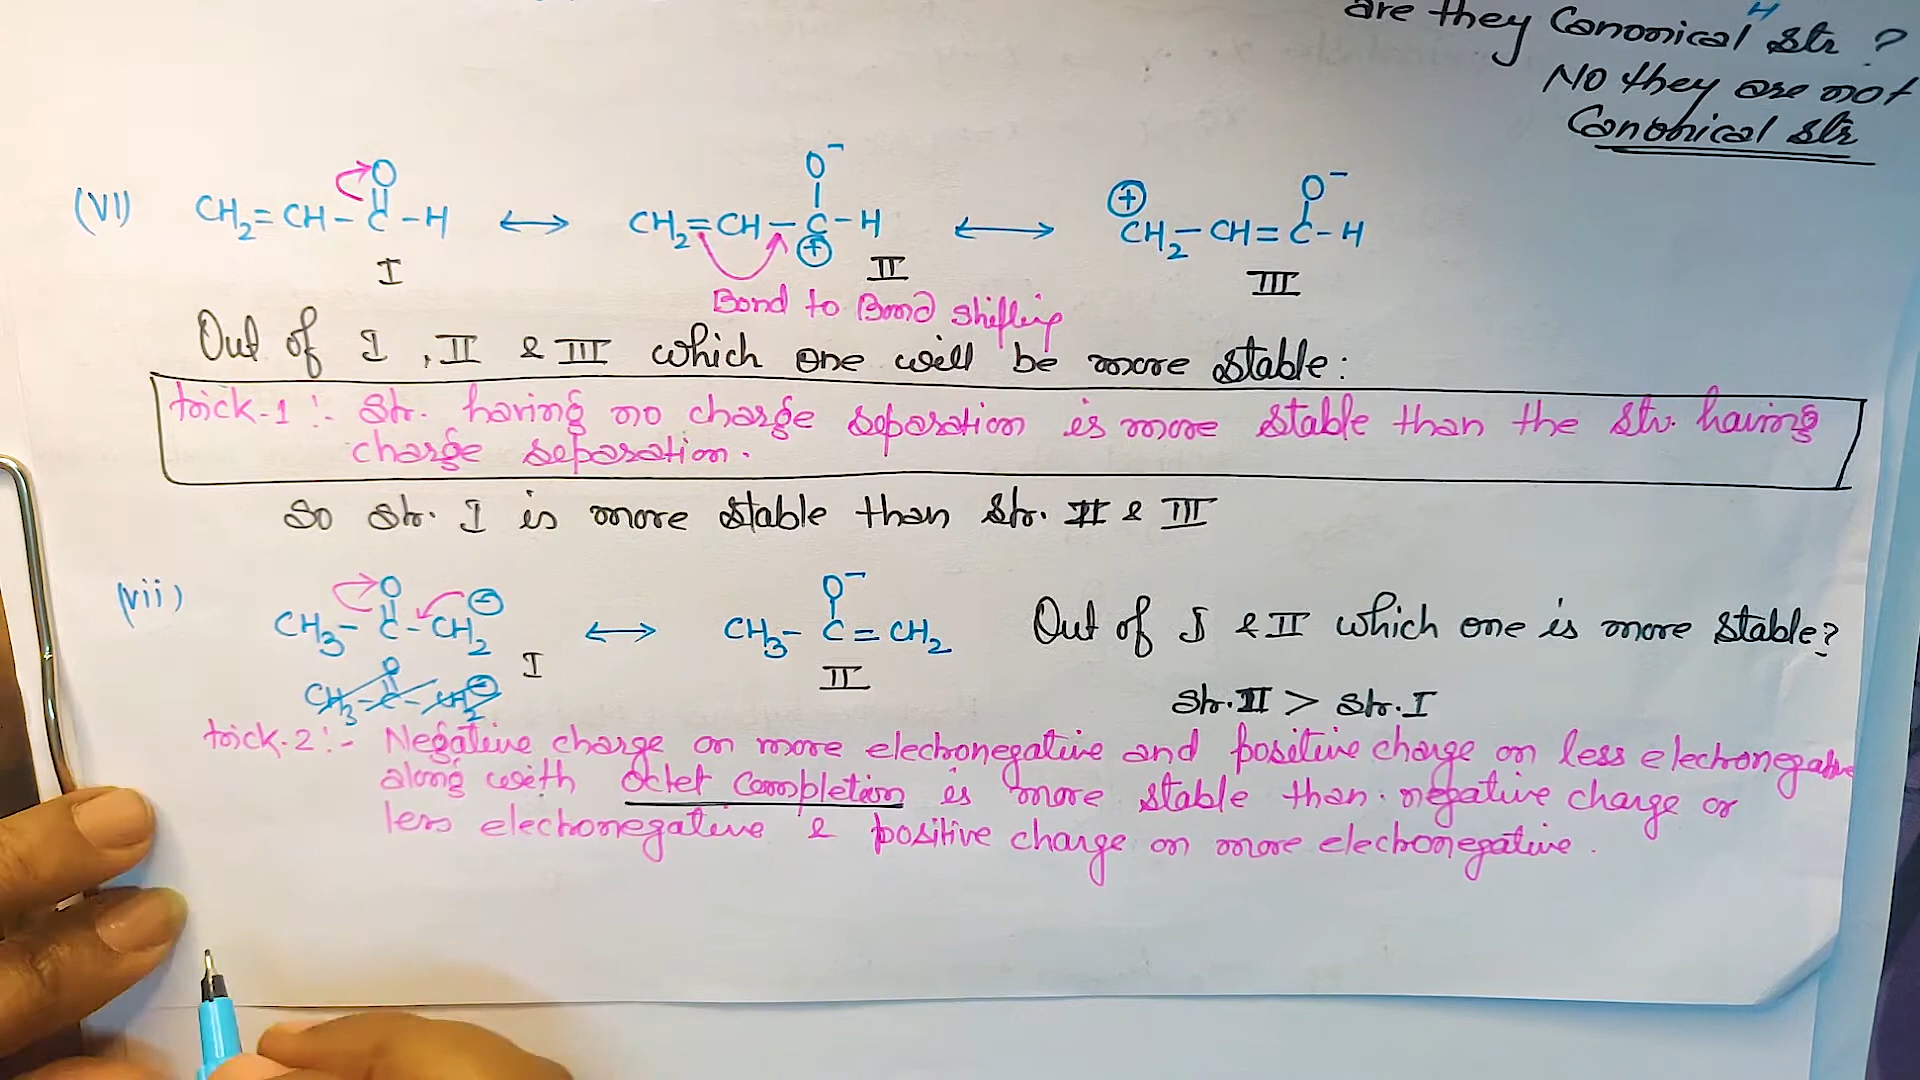 are they Canonical Str ?
H
No they are not
Canonical Str
O⁻
O⁻
O
(VI) CH₂=CH-C-H ↔ CH₂=CH-C-H ↔ CH₂-CH=C-H
⊕
⊕
I II III
Bond to Bond shifting
Out of I, II & III which one will be more stable:
trick-1 :- Str. having no charge separation is more stable than the str. having
charge separation.
So Str. I is more stable than Str. II & III
(vii)
O ⊖ O⁻
CH₃-C-CH₂ ↔ CH₃-C=CH₂ Out of I & II which one is more stable?
I II
Str. II > Str. I
trick-2 :- Negative charge on more electronegative and positive charge on less electronegative
along with octet Completion is more stable than negative charge or
less electronegative & positive charge on more electronegative.